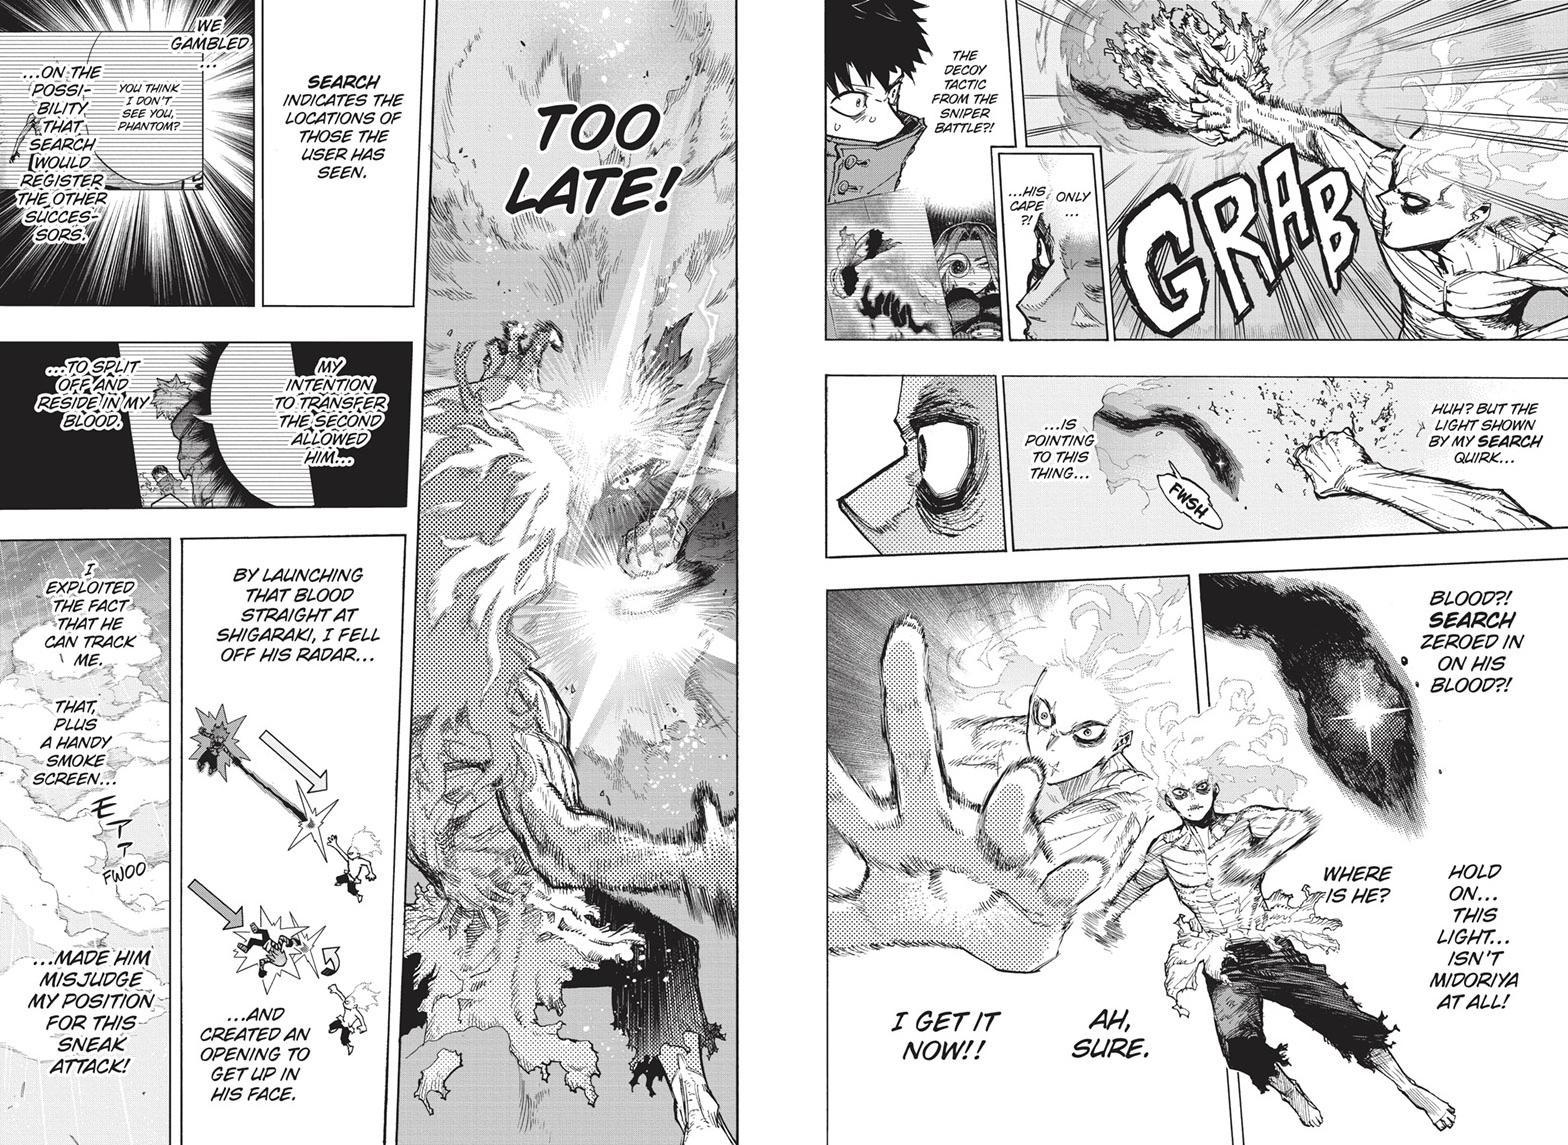 THE
DECOY
TACTIC
FROM THE
SNIPER
BATTLE?!
ONLY
...
...HIS
CAPE
?!
GRAB
HUH? BUT THE
LIGHT SHOWN
BY MY SEARCH
QUIRK...
FWSH
...IS
POINTING
TO THIS
THING...
BLOOD?!
SEARCH
ZEROED IN
ON HIS
BLOOD?!
HOLD
ON...
THIS
LIGHT...
ISN'T
MIDORIYA
AT ALL!
WHERE
IS HE?
AH,
SURE.
I GET IT
NOW!!
TOO
LATE!
SEARCH
INDICATES THE
LOCATIONS OF
THOSE THE
USER HAS
SEEN.
WE
GAMBLED
...
YOU THINK
I DON'T
SEE YOU,
PHANTOM?
...ON THE
POSSI-
BILITY
THAT
SEARCH
WOULD
REGISTER
THE OTHER
SUCCES-
SORS.
MY
INTENTION
TO TRANSFER
THE SECOND
ALLOWED
HIM...
...TO SPLIT
OFF AND
RESIDE IN MY
BLOOD.
BY LAUNCHING
THAT BLOOD
STRAIGHT AT
SHIGARAKI, I FELL
OFF HIS RADAR...
...AND
CREATED AN
OPENING TO
GET UP IN
HIS FACE.
I
EXPLOITED
THE FACT
THAT HE
CAN TRACK
ME.
THAT,
PLUS
A HANDY
SMOKE
SCREEN...
モァァ
FWOO
...MADE HIM
MISJUDGE
MY POSITION
FOR THIS
SNEAK
ATTACK!